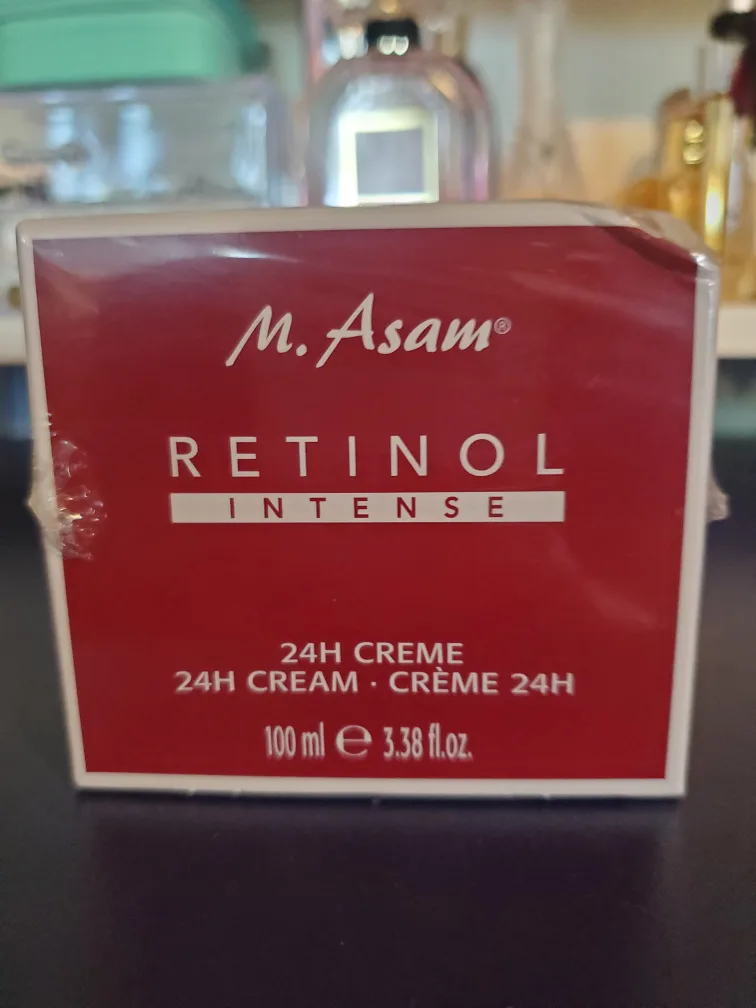 M. Asam®
RETINOL
INTENSE
24H CREME
24H CREAM · CRÈME 24H
100 ml ℮ 3.38 fl.oz.